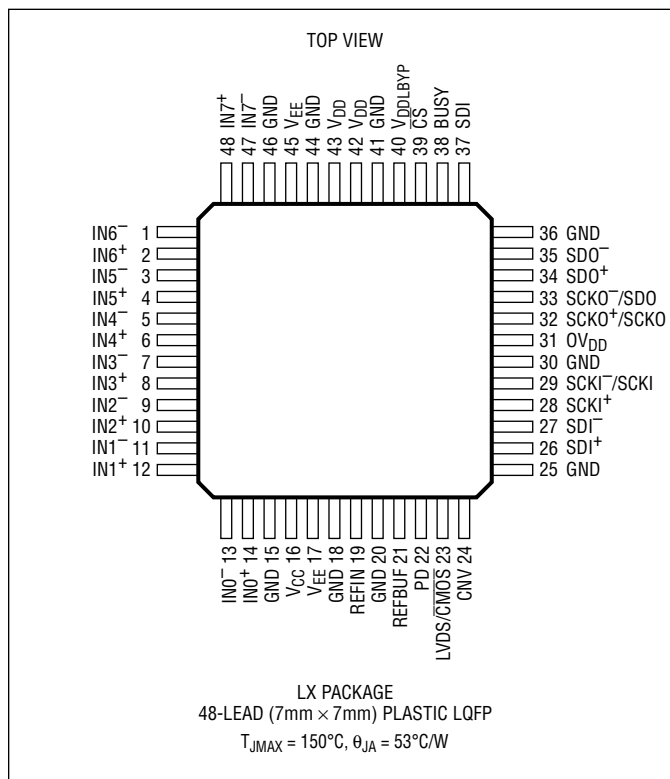 TOP VIEW
48 IN7⁺
47 IN7⁻
46 GND
45 VEE
44 GND
43 VDD
42 VDD
41 GND
40 VDDLBYP
39 C̅S̅
38 BUSY
37 SDI
IN6⁻ 1
IN6⁺ 2
IN5⁻ 3
IN5⁺ 4
IN4⁻ 5
IN4⁺ 6
IN3⁻ 7
IN3⁺ 8
IN2⁻ 9
IN2⁺ 10
IN1⁻ 11
IN1⁺ 12
36 GND
35 SDO⁻
34 SDO⁺
33 SCKO⁻/SDO
32 SCKO⁺/SCKO
31 OVDD
30 GND
29 SCKI⁻/SCKI
28 SCKI⁺
27 SDI⁻
26 SDI⁺
25 GND
IN0⁻ 13
IN0⁺ 14
GND 15
VCC 16
VEE 17
GND 18
REFIN 19
GND 20
REFBUF 21
PD 22
LVDS/C̅M̅O̅S̅ 23
CNV 24
LX PACKAGE
48-LEAD (7mm × 7mm) PLASTIC LQFP
TJMAX = 150°C, θJA = 53°C/W